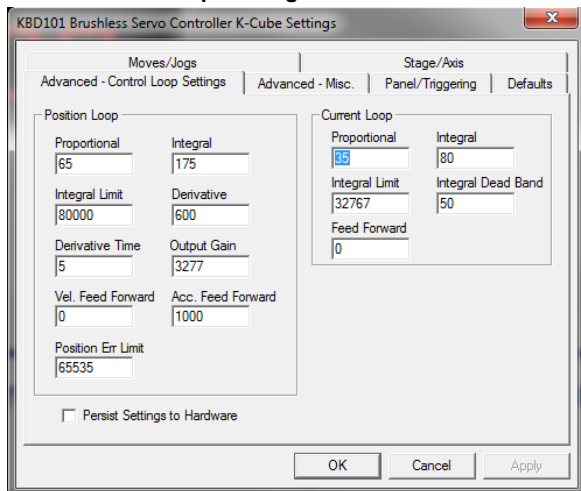 KBD101 Brushless Servo Controller K-Cube Settings
Moves/Jogs Stage/Axis
Advanced - Control Loop Settings Advanced - Misc. Panel/Triggering Defaults
Position Loop
Proportional Integral
65 175
Integral Limit Derivative
80000 600
Derivative Time Output Gain
5 3277
Vel. Feed Forward Acc. Feed Forward
0 1000
Position Err Limit
65535
Current Loop
Proportional Integral
35 80
Integral Limit Integral Dead Band
32767 50
Feed Forward
0
Persist Settings to Hardware
OK Cancel Apply